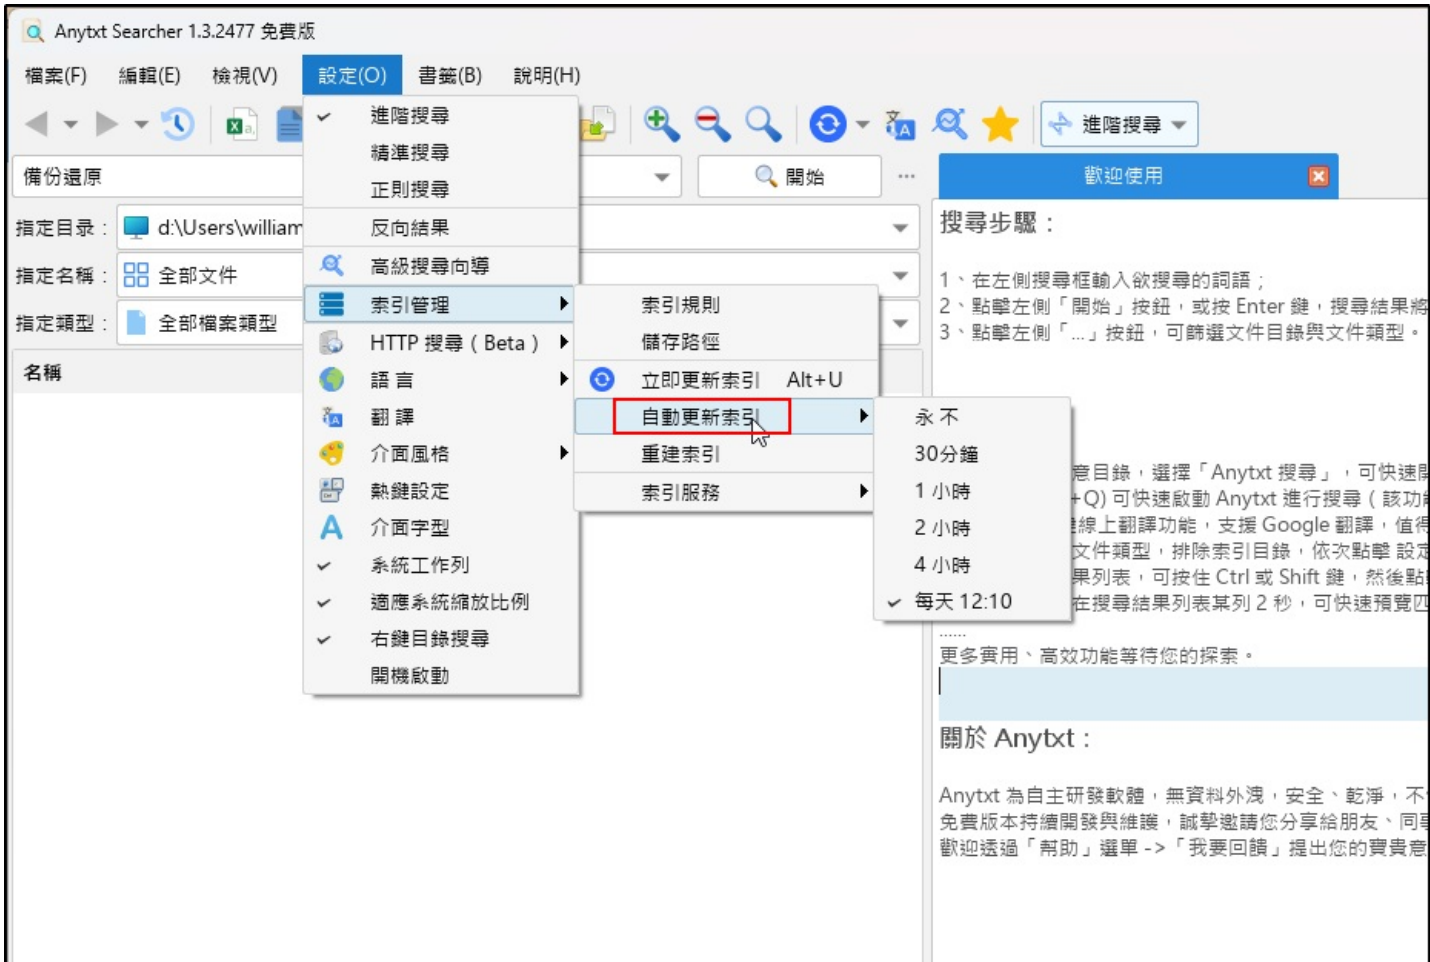 Anytxt Searcher 1.3.2477 免費版
檔案(F) 編輯(E) 檢視(V) 設定(O) 書籤(B) 說明(H)
進階搜尋
備份還原
開始
...
指定目录：
d:\Users\william
指定名稱：
全部文件
指定類型：
全部檔案類型
名稱
進階搜尋
精準搜尋
正則搜尋
反向結果
高級搜尋向導
索引管理
HTTP 搜尋（Beta）
語言
翻譯
介面風格
熱鍵設定
介面字型
系統工作列
適應系統縮放比例
右鍵目錄搜尋
開機啟動
索引規則
儲存路徑
立即更新索引 Alt+U
自動更新索引
重建索引
索引服務
永不
30分鐘
1 小時
2 小時
4 小時
每天 12:10
歡迎使用
搜尋步驟：
1、在左側搜尋框輸入欲搜尋的詞語；
2、點擊左側「開始」按鈕，或按 Enter 鍵，搜尋結果將
3、點擊左側「...」按鈕，可篩選文件目錄與文件類型。
意目錄，選擇「Anytxt 搜尋」，可快速
+Q) 可快速啟動 Anytxt 進行搜尋（該功
線上翻譯功能，支援 Google 翻譯，值得
文件類型，排除索引目錄，依次點擊 設定
果列表，可按住 Ctrl 或 Shift 鍵，然後點
在搜尋結果列表某列 2 秒，可快速預覽匹
......
更多實用、高效功能等待您的探索。
關於 Anytxt：
Anytxt 為自主研發軟體，無資料外洩，安全、乾淨，不
免費版本持續開發與維護，誠摯邀請您分享給朋友、同事
歡迎透過「幫助」選單 ->「我要回饋」提出您的寶貴意